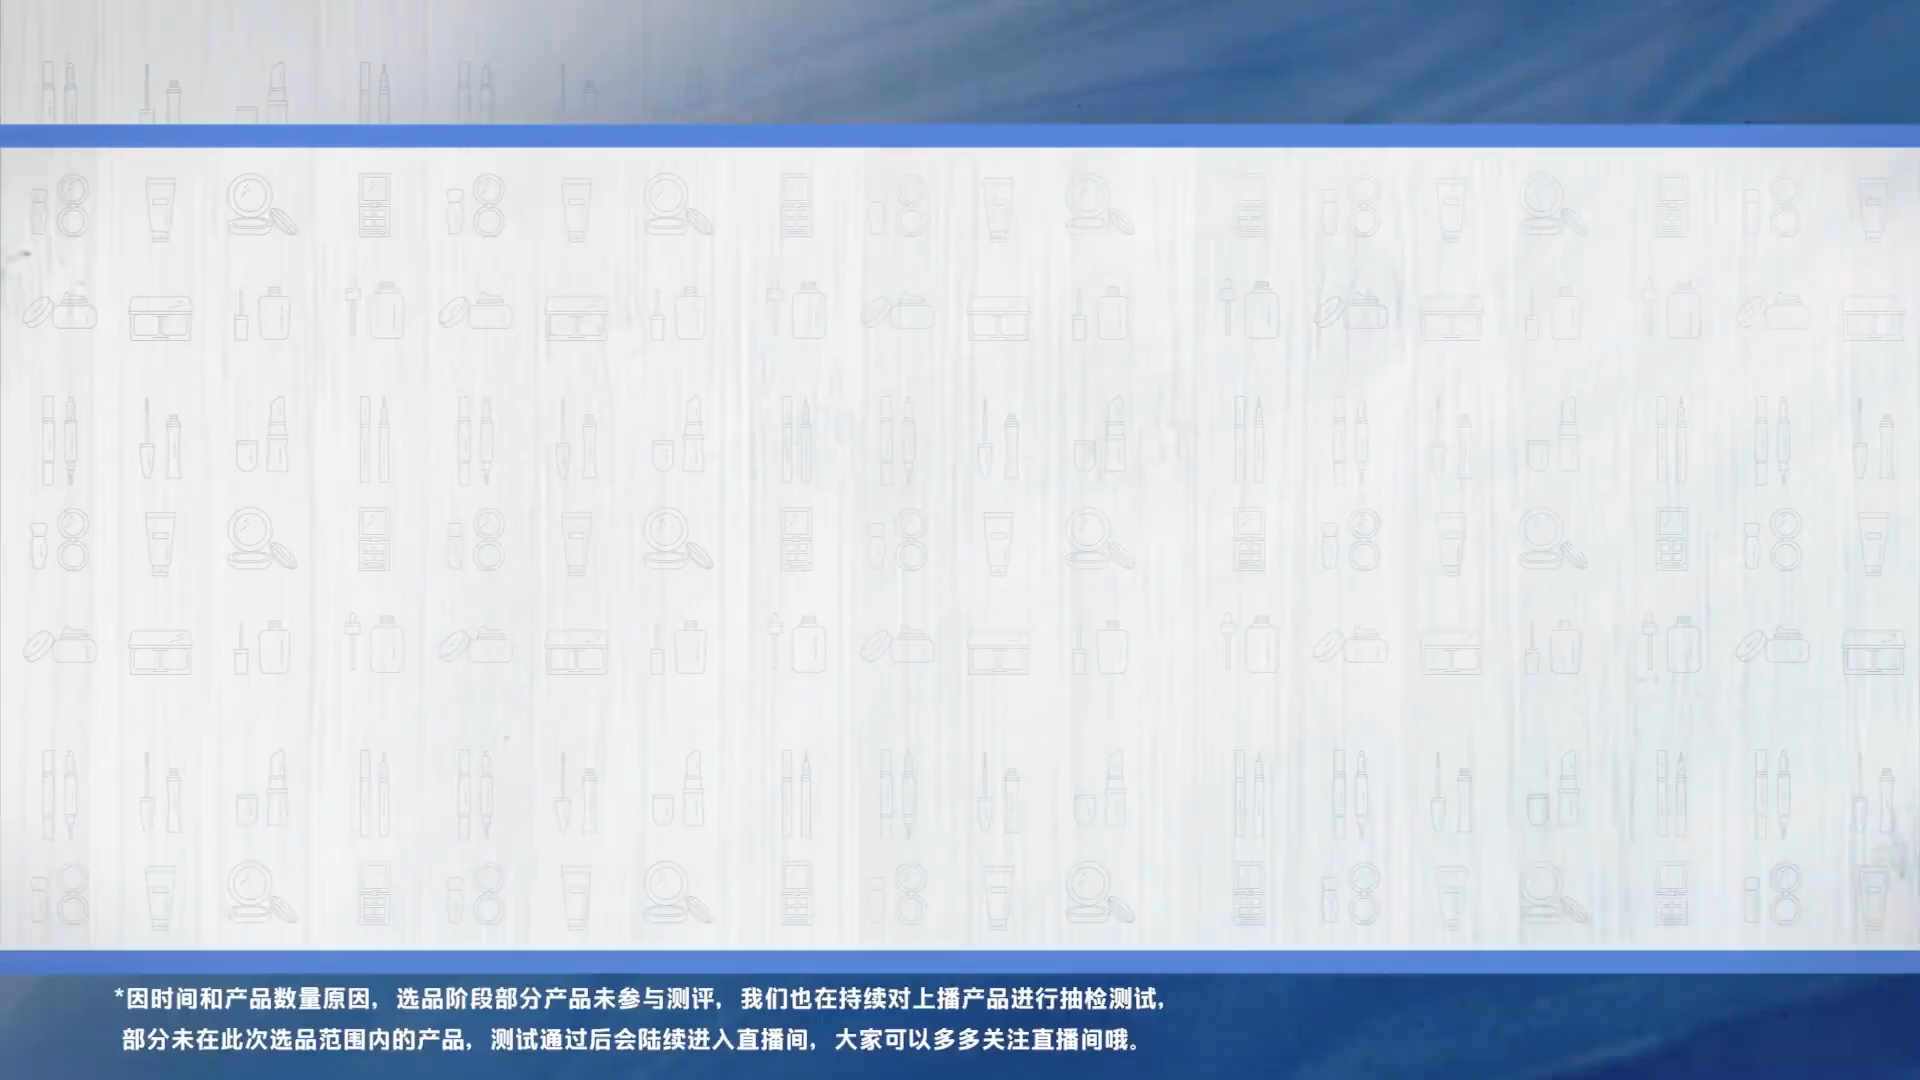 *因时间和产品数量原因，选品阶段部分产品未参与测评，我们也在持续对上播产品进行抽检测试，
部分未在此次选品范围内的产品，测试通过后会陆续进入直播间，大家可以多多关注直播间哦。